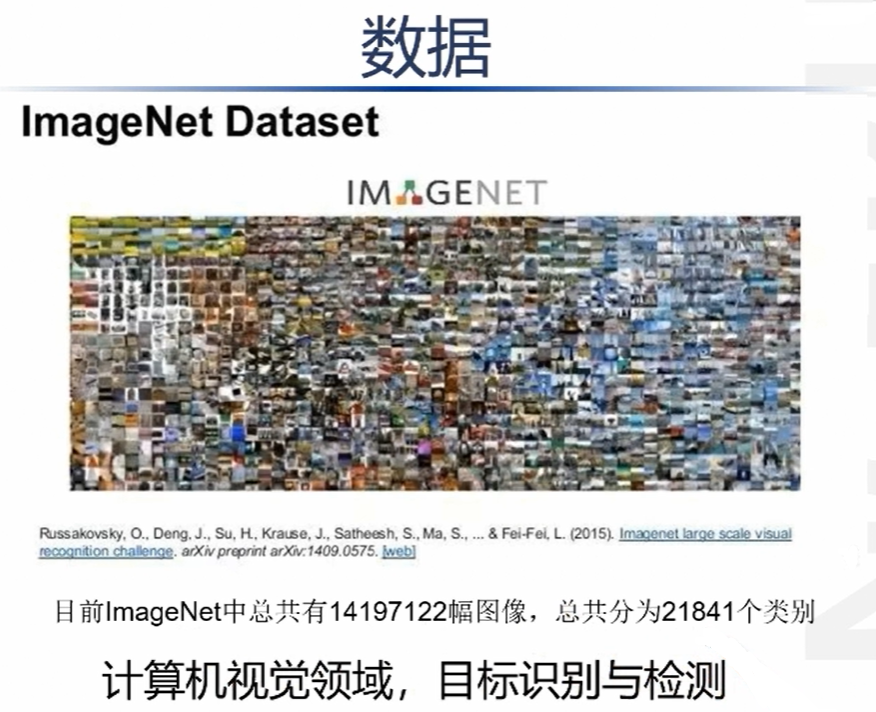 数据
ImageNet Dataset
IMAGENET
Russakovsky, O., Deng, J., Su, H., Krause, J., Satheesh, S., Ma, S., ... & Fei-Fei, L. (2015). Imagenet large scale visual
recognition challenge. arXiv preprint arXiv:1409.0575. [web]
目前ImageNet中总共有14197122幅图像，总共分为21841个类别
计算机视觉领域，目标识别与检测